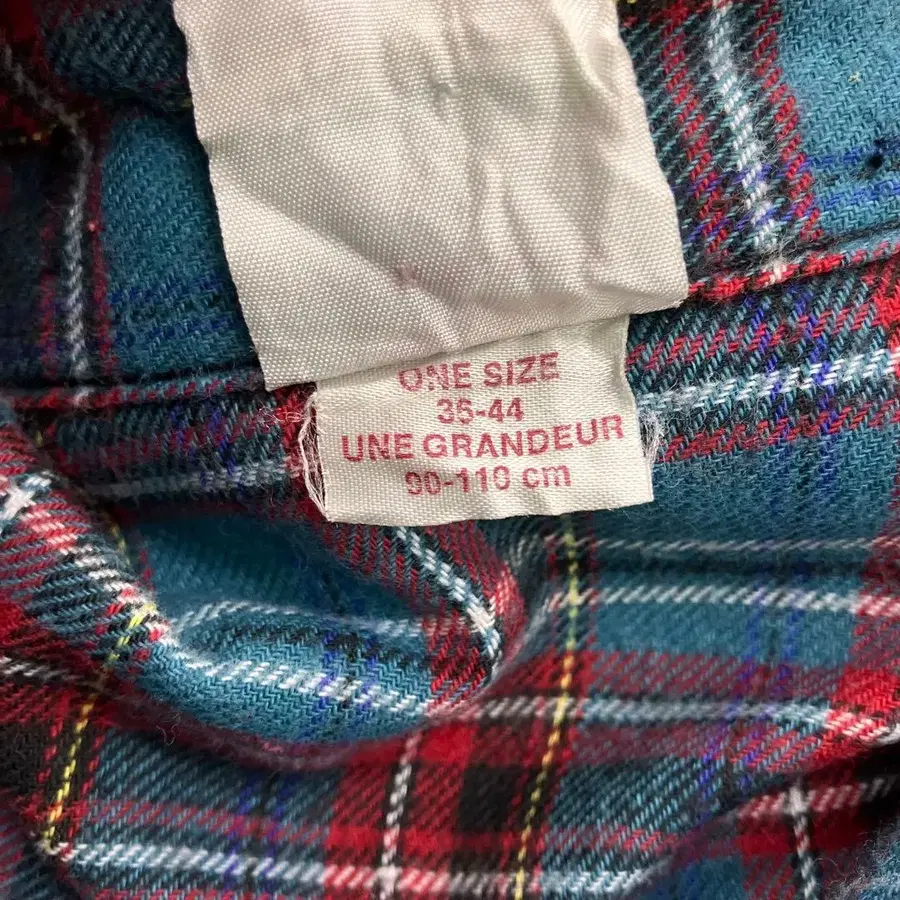 ONE SIZE
35-44
UNE GRANDEUR
90-110 cm